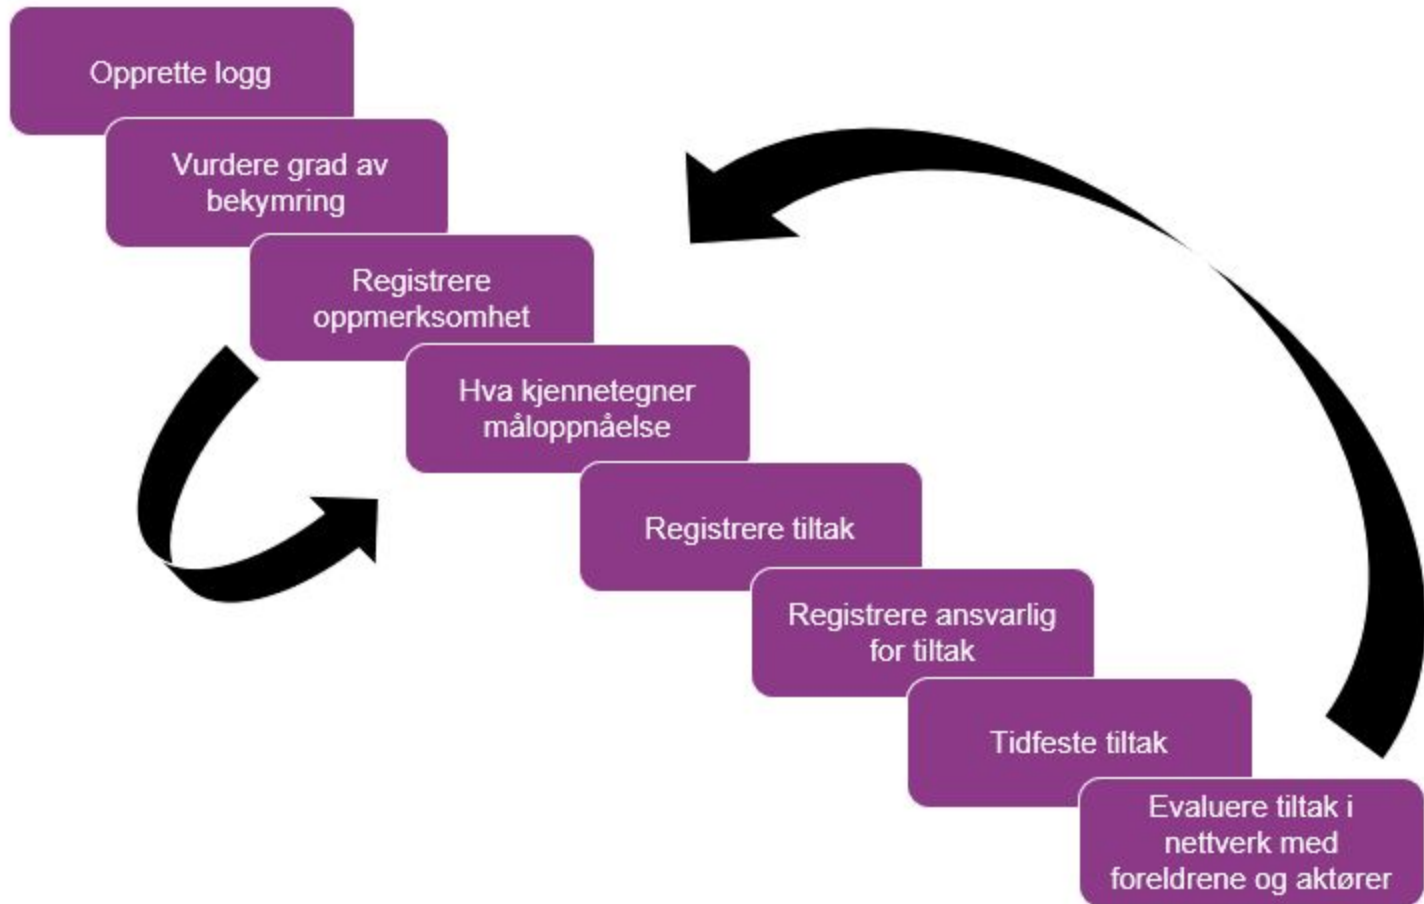 Opprette logg
Vurdere grad av
bekymring
Registrere
oppmerksomhet
Hva kjennetegner
måloppnåelse
Registrere tiltak
Registrere ansvarlig
for tiltak
Tidfeste tiltak
Evaluere tiltak i
nettverk med
foreldrene og aktører